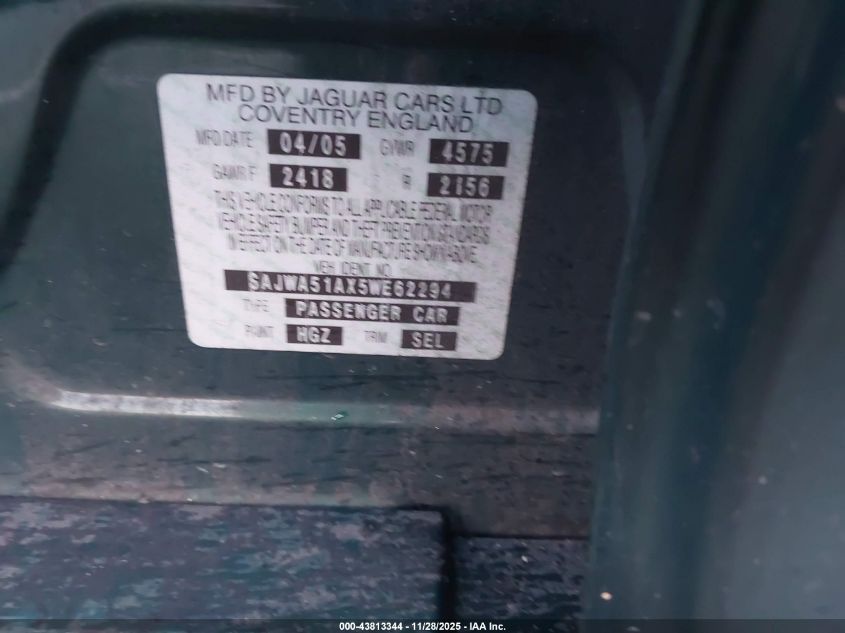 MFD BY JAGUAR CARS LTD
COVENTRY ENGLAND
MFD DATE 04/05 GVWR 4575
GAWR F 2418 R 2156
THIS VEHICLE CONFORMS TO ALL APPLICABLE FEDERAL MOTOR
VEHICLE SAFETY BUMPER AND THEFT PREVENTION STANDARDS
IN EFFECT ON THE DATE OF MANUFACTURE SHOWN ABOVE.
VEH. IDENT NO.
SAJWA51AX5WE62294
TYPE PASSENGER CAR
PAINT HGZ TRIM SEL
000-43813344 - 11/28/2025 - IAA Inc.